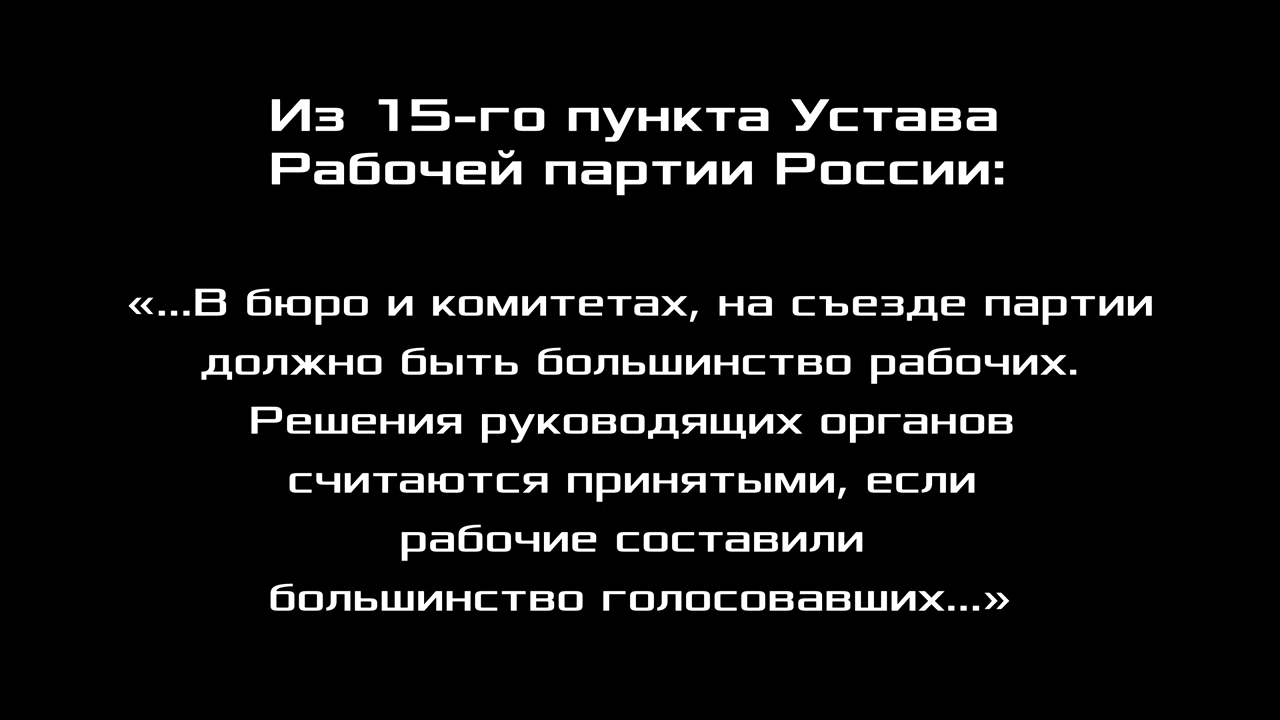 Из 15-го пункта Устава
Рабочей партии России:
«...В бюро и комитетах, на съезде партии
должно быть большинство рабочих.
Решения руководящих органов
считаются принятыми, если
рабочие составили
большинство голосовавших...»